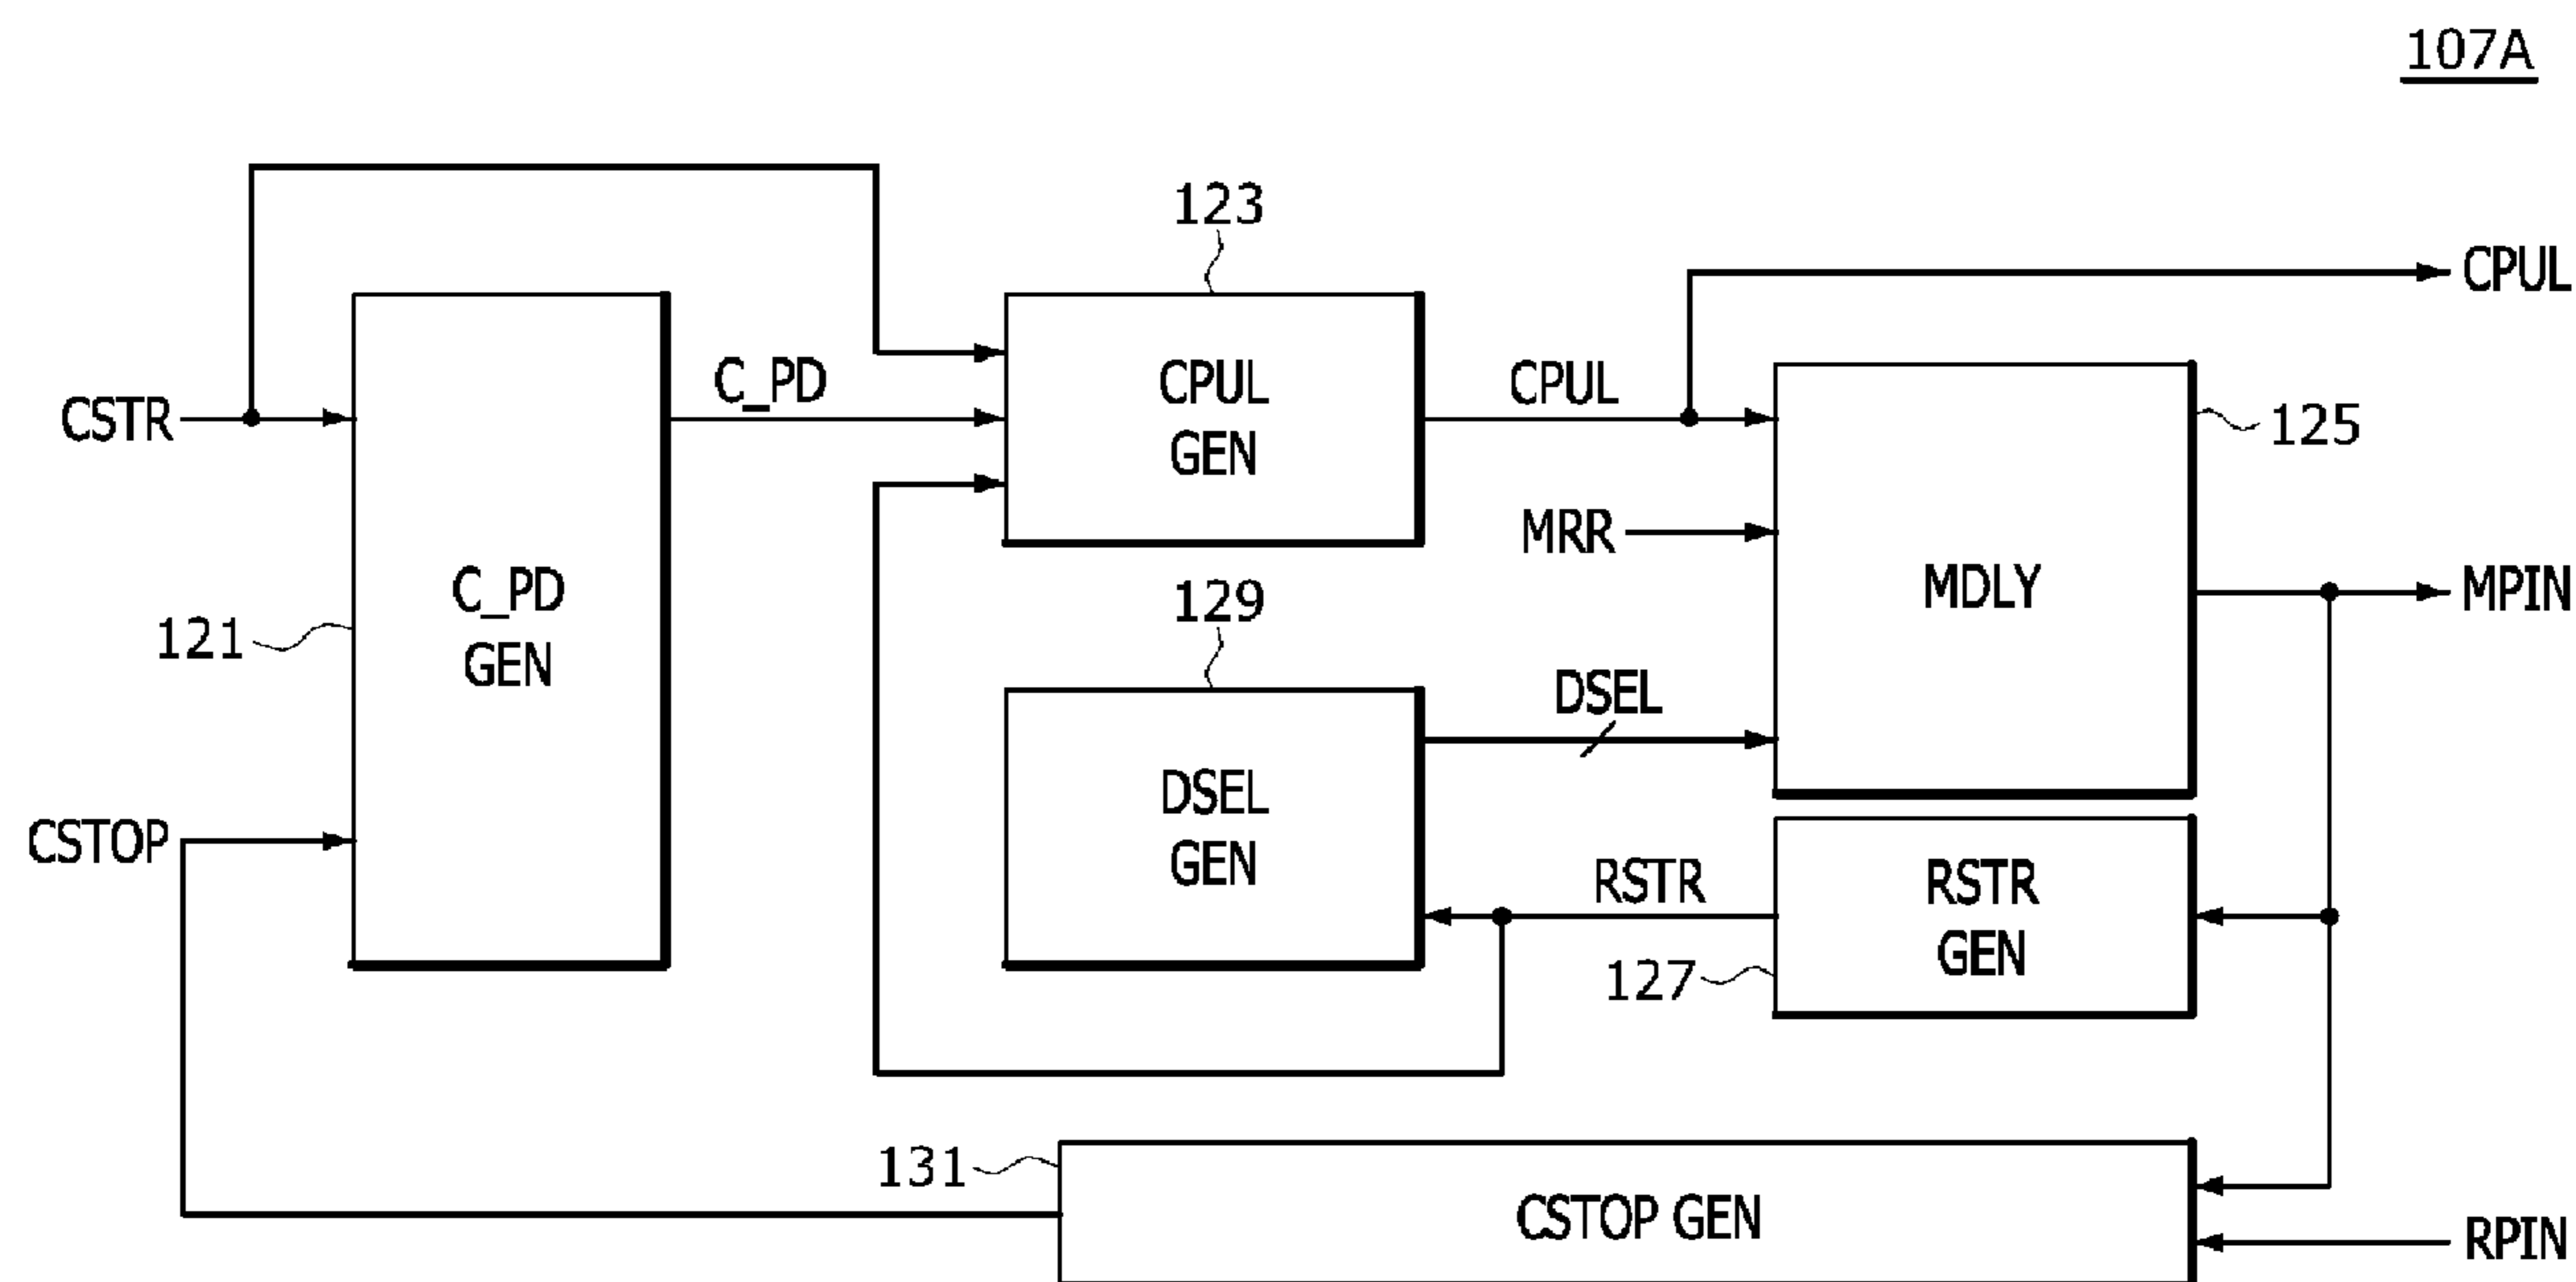 107A
123
CPUL
CSTR
C_PD
CPUL
GEN
CPUL
125
MRR
MDLY
MPIN
121
C_PD
GEN
129
DSEL
DSEL
GEN
CSTOP
RSTR
RSTR
GEN
127
131
CSTOP GEN
RPIN